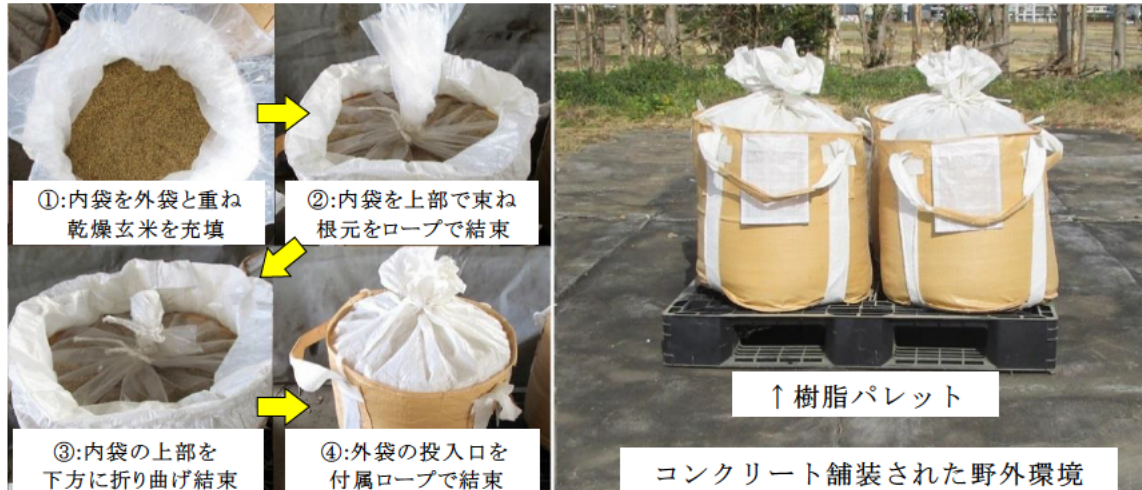 ①:内袋を外袋と重ね
乾燥玄米を充填
②:内袋を上部で束ね
根元をロープで結束
③:内袋の上部を
下方に折り曲げ結束
④:外袋の投入口を
付属ロープで結束
↑樹脂パレット
コンクリート舗装された野外環境